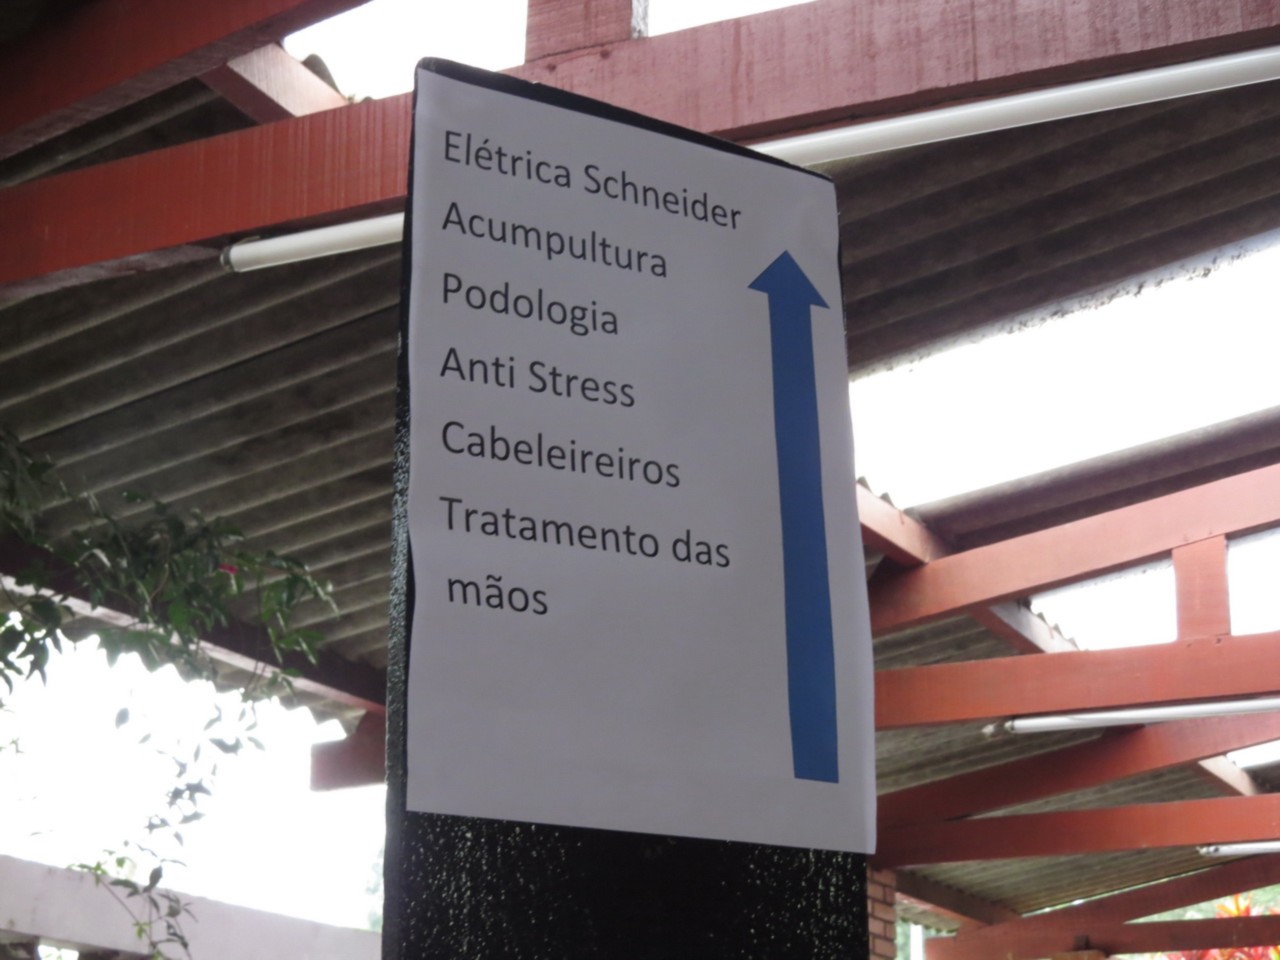 Elétrica Schneider
Acumpultura
Podologia
Anti Stress
Cabeleireiros
Tratamento das
mãos